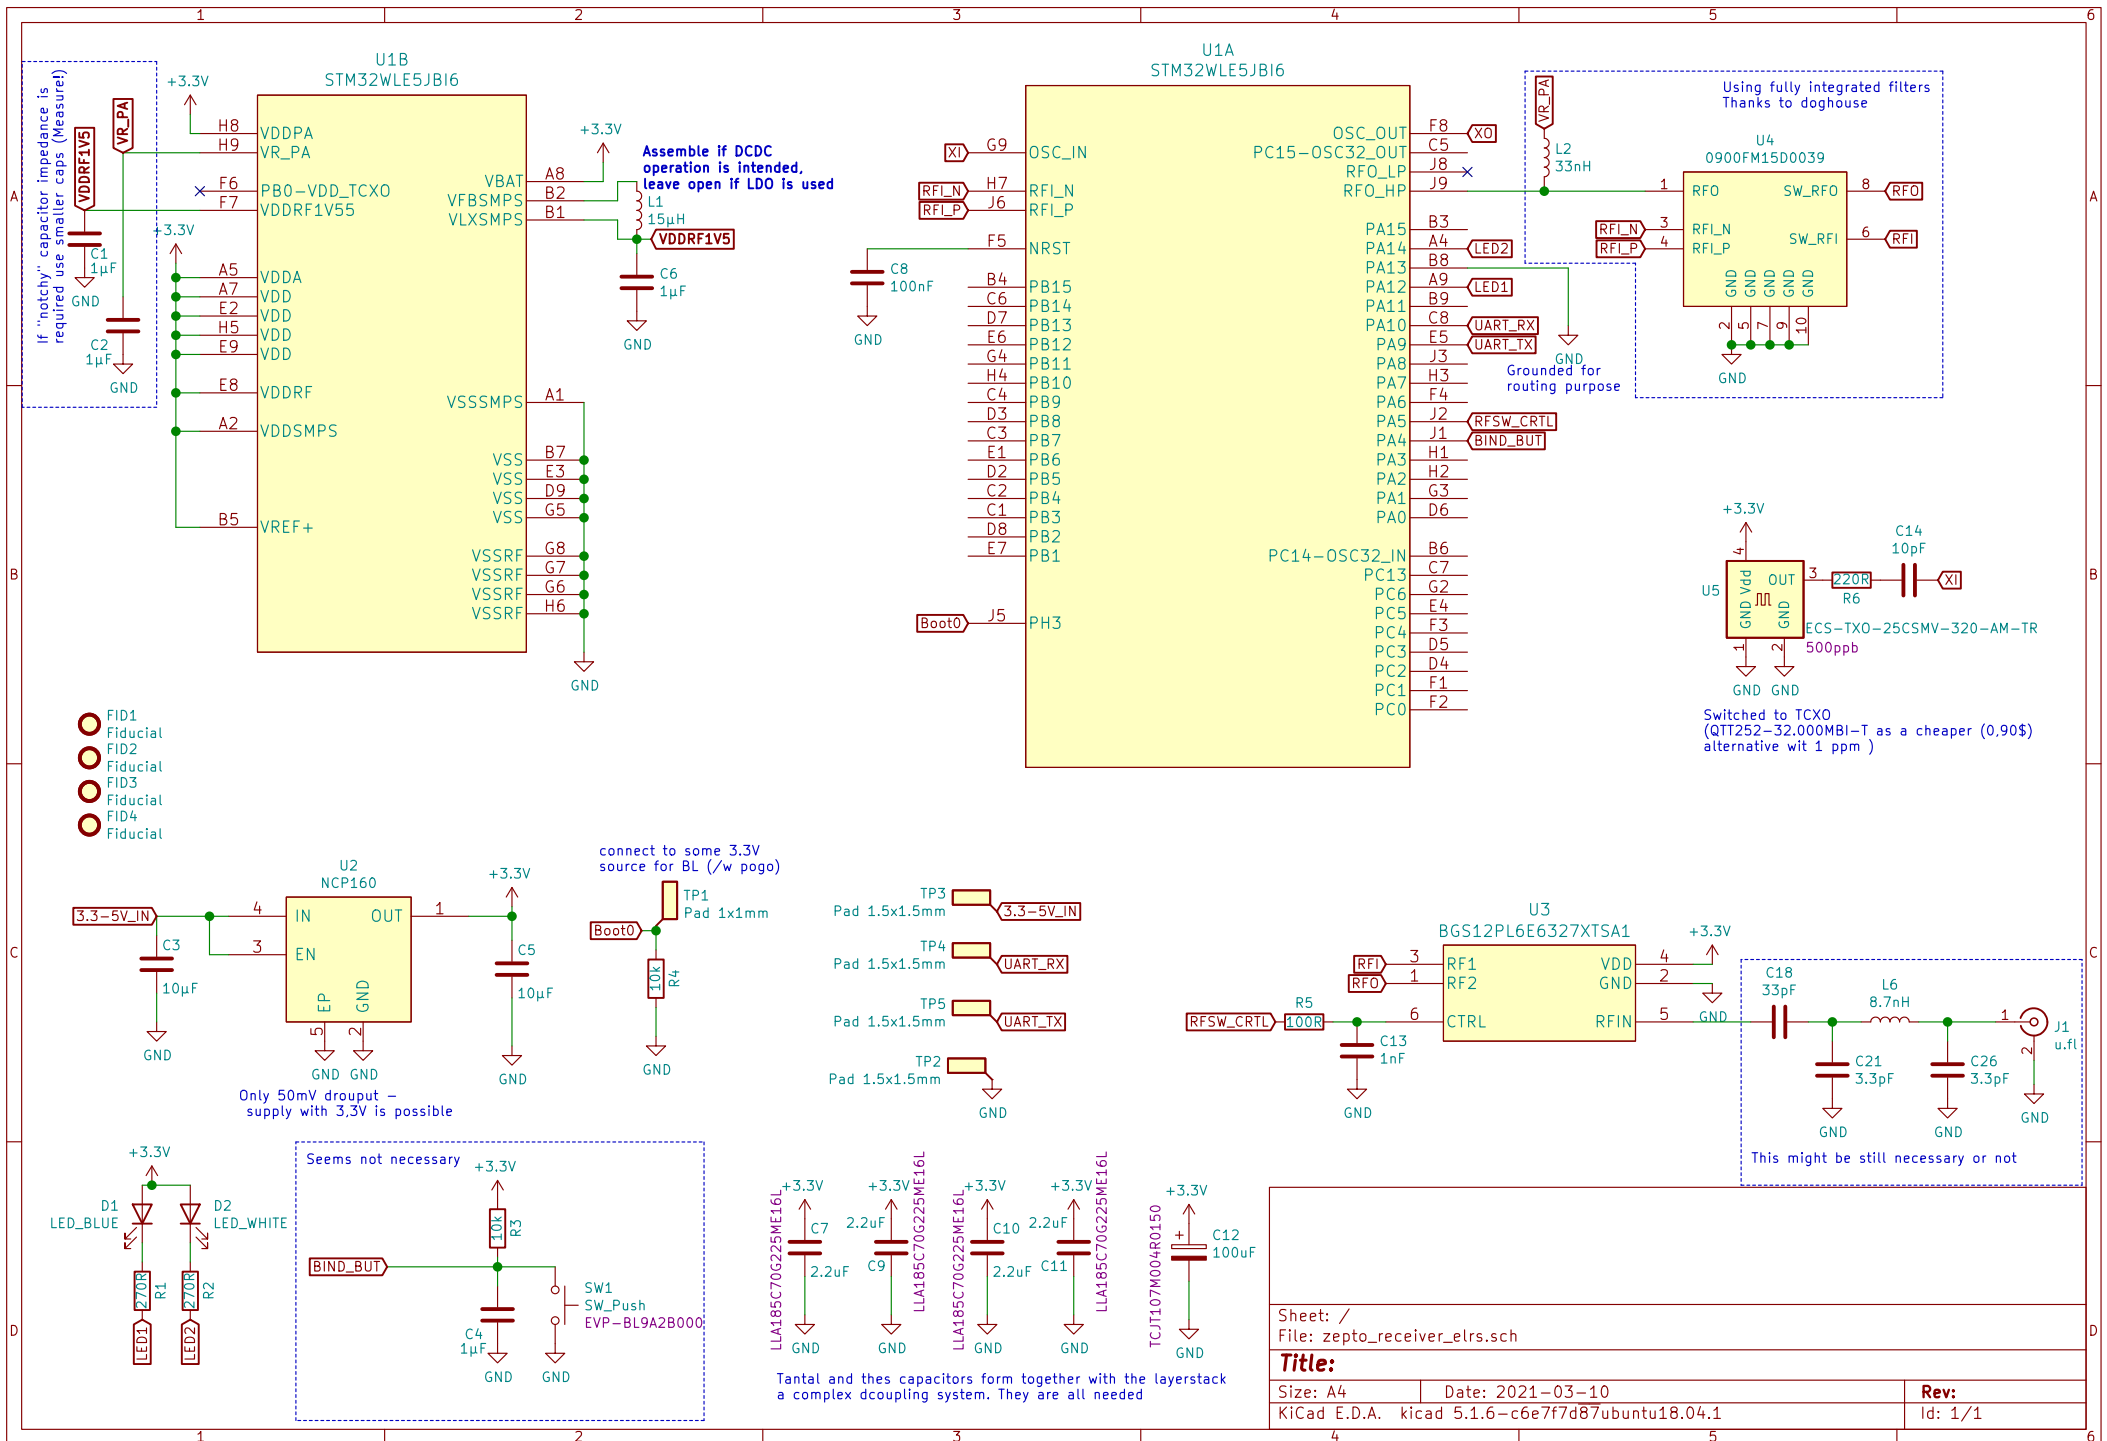 1 2 3 4 5 6
A
B
C
D
U1B
STM32WLE5JBI6
If "notchy" capacitor impedance is
required use smaller caps (Measure!)
VDDRF1V5
VR_PA
+3.3V
C1
1µF
GND
C2
1µF
GND
+3.3V
H8 VDDPA
H9 VR_PA
F6 PB0-VDD_TCXO
F7 VDDRF1V55
A5 VDDA
A7 VDD
E2 VDD
H5 VDD
E9 VDD
E8 VDDRF
A2 VDDSMPS
B5 VREF+
VBAT A8
VFBSMPS B2
VLXSMPS B1
VSSSMPS A1
VSS B7
VSS E3
VSS D9
VSS G5
VSSRF G8
VSSRF G7
VSSRF G6
VSSRF H6
GND
+3.3V
Assemble if DCDC
operation is intended,
leave open if LDO is used
L1
15µH
VDDRF1V5
C6
1µF
GND
U1A
STM32WLE5JBI6
XI G9 OSC_IN
RFI_N H7 RFI_N
RFI_P J6 RFI_P
F5 NRST
C8
100nF
GND
B4 PB15
C6 PB14
D7 PB13
E6 PB12
G4 PB11
H4 PB10
C4 PB9
D3 PB8
C3 PB7
E1 PB6
D2 PB5
C2 PB4
C1 PB3
D8 PB2
E7 PB1
Boot0 J5 PH3
OSC_OUT F8 XO
PC15-OSC32_OUT C5
RFO_LP J8
RFO_HP J9
PA15 B3
PA14 A4 LED2
PA13 B8
PA12 A9 LED1
PA11 B9
PA10 C8 UART_RX
PA9 E5 UART_TX
PA8 J3
PA7 H3
PA6 F4
PA5 J2 RFSW_CRTL
PA4 J1 BIND_BUT
PA3 H1
PA2 H2
PA1 G3
PA0 D6
PC14-OSC32_IN B6
PC13 C7
PC6 G2
PC5 E4
PC4 F3
PC3 D5
PC2 D4
PC1 F1
PC0 F2
GND
Grounded for
routing purpose
VR_PA
L2
33nH
Using fully integrated filters
Thanks to doghouse
U4
0900FM15D0039
1 RFO
RFI_N 3 RFI_N
RFI_P 4 RFI_P
SW_RFO 8 RFO
SW_RFI 6 RFI
GND GND GND GND GND
2 5 7 9 10
GND
+3.3V
U5
4 Vdd
OUT 3
GND GND
1 2
GND GND
220R
R6
C14
10pF
XI
ECS-TXO-25CSMV-320-AM-TR
500ppb
Switched to TCXO
(QTT252-32.000MBI-T as a cheaper (0,90$)
alternative wit 1 ppm )
FID1
Fiducial
FID2
Fiducial
FID3
Fiducial
FID4
Fiducial
U2
NCP160
3.3-5V_IN
4 IN
3 EN
OUT 1
EP GND
5 2
GND GND
C3
10µF
GND
+3.3V
C5
10µF
GND
Only 50mV drouput -
supply with 3,3V is possible
connect to some 3.3V
source for BL (/w pogo)
TP1
Pad 1x1mm
Boot0
10k
R4
GND
TP3
Pad 1.5x1.5mm
3.3-5V_IN
TP4
Pad 1.5x1.5mm
UART_RX
TP5
Pad 1.5x1.5mm
UART_TX
TP2
Pad 1.5x1.5mm
GND
U3
BGS12PL6E6327XTSA1
RFI 3 RF1
RFO 1 RF2
RFSW_CRTL
R5
100R
6 CTRL
C13
1nF
GND
VDD 4
GND 2
RFIN 5
+3.3V
GND
C18
33pF
L6
8.7nH
C21
3.3pF
GND
C26
3.3pF
GND
1
2
J1
u.fl
GND
This might be still necessary or not
+3.3V
D1
LED_BLUE
D2
LED_WHITE
270R
R1
270R
R2
LED1
LED2
Seems not necessary
+3.3V
10k
R3
BIND_BUT
C4
1µF
GND
SW1
SW_Push
EVP-BL9A2B000
GND
LLA185C70G225ME16L
+3.3V
C7
2.2uF
GND
+3.3V
2.2uF
C9
GND
LLA185C70G225ME16L
LLA185C70G225ME16L
+3.3V
C10
2.2uF
GND
+3.3V
2.2uF
C11
GND
LLA185C70G225ME16L
TCJT107M004R0150
+3.3V
+
C12
100uF
GND
Tantal and thes capacitors form together with the layerstack
a complex dcoupling system. They are all needed
Sheet: /
File: zepto_receiver_elrs.sch
Title:
Size: A4 Date: 2021-03-10 Rev:
KiCad E.D.A. kicad 5.1.6-c6e7f7d87ubuntu18.04.1 Id: 1/1
A
B
C
D
1 2 3 4 5 6